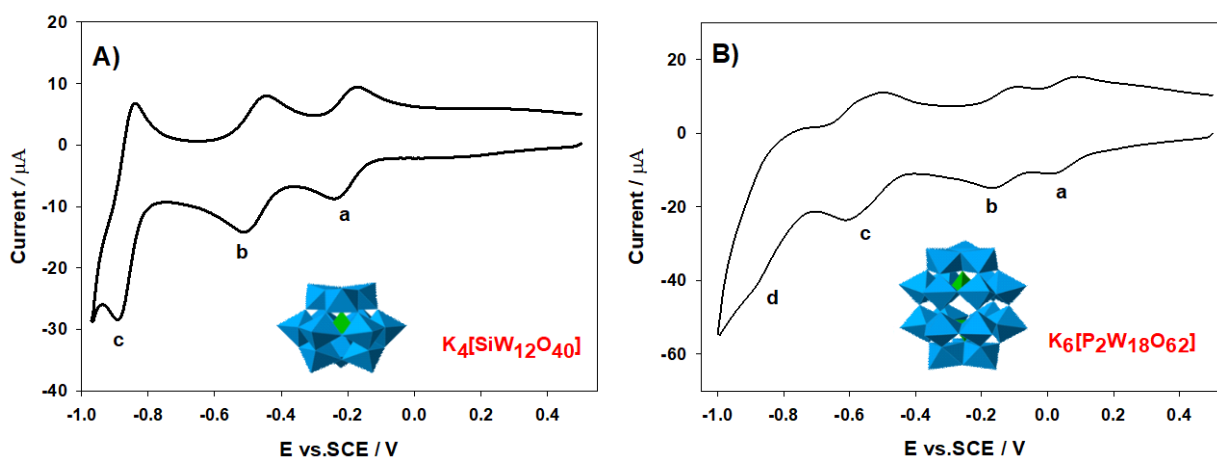 A)
20
10
0
-10
-20
-30
-40
Current / μA
a
b
c
K4[SiW12O40]
-1.0 -0.8 -0.6 -0.4 -0.2 0.0 0.2 0.4
E vs.SCE / V
B)
20
0
-20
-40
-60
Current / μA
a
b
c
d
K6[P2W18O62]
-1.0 -0.8 -0.6 -0.4 -0.2 0.0 0.2 0.4
E vs.SCE / V